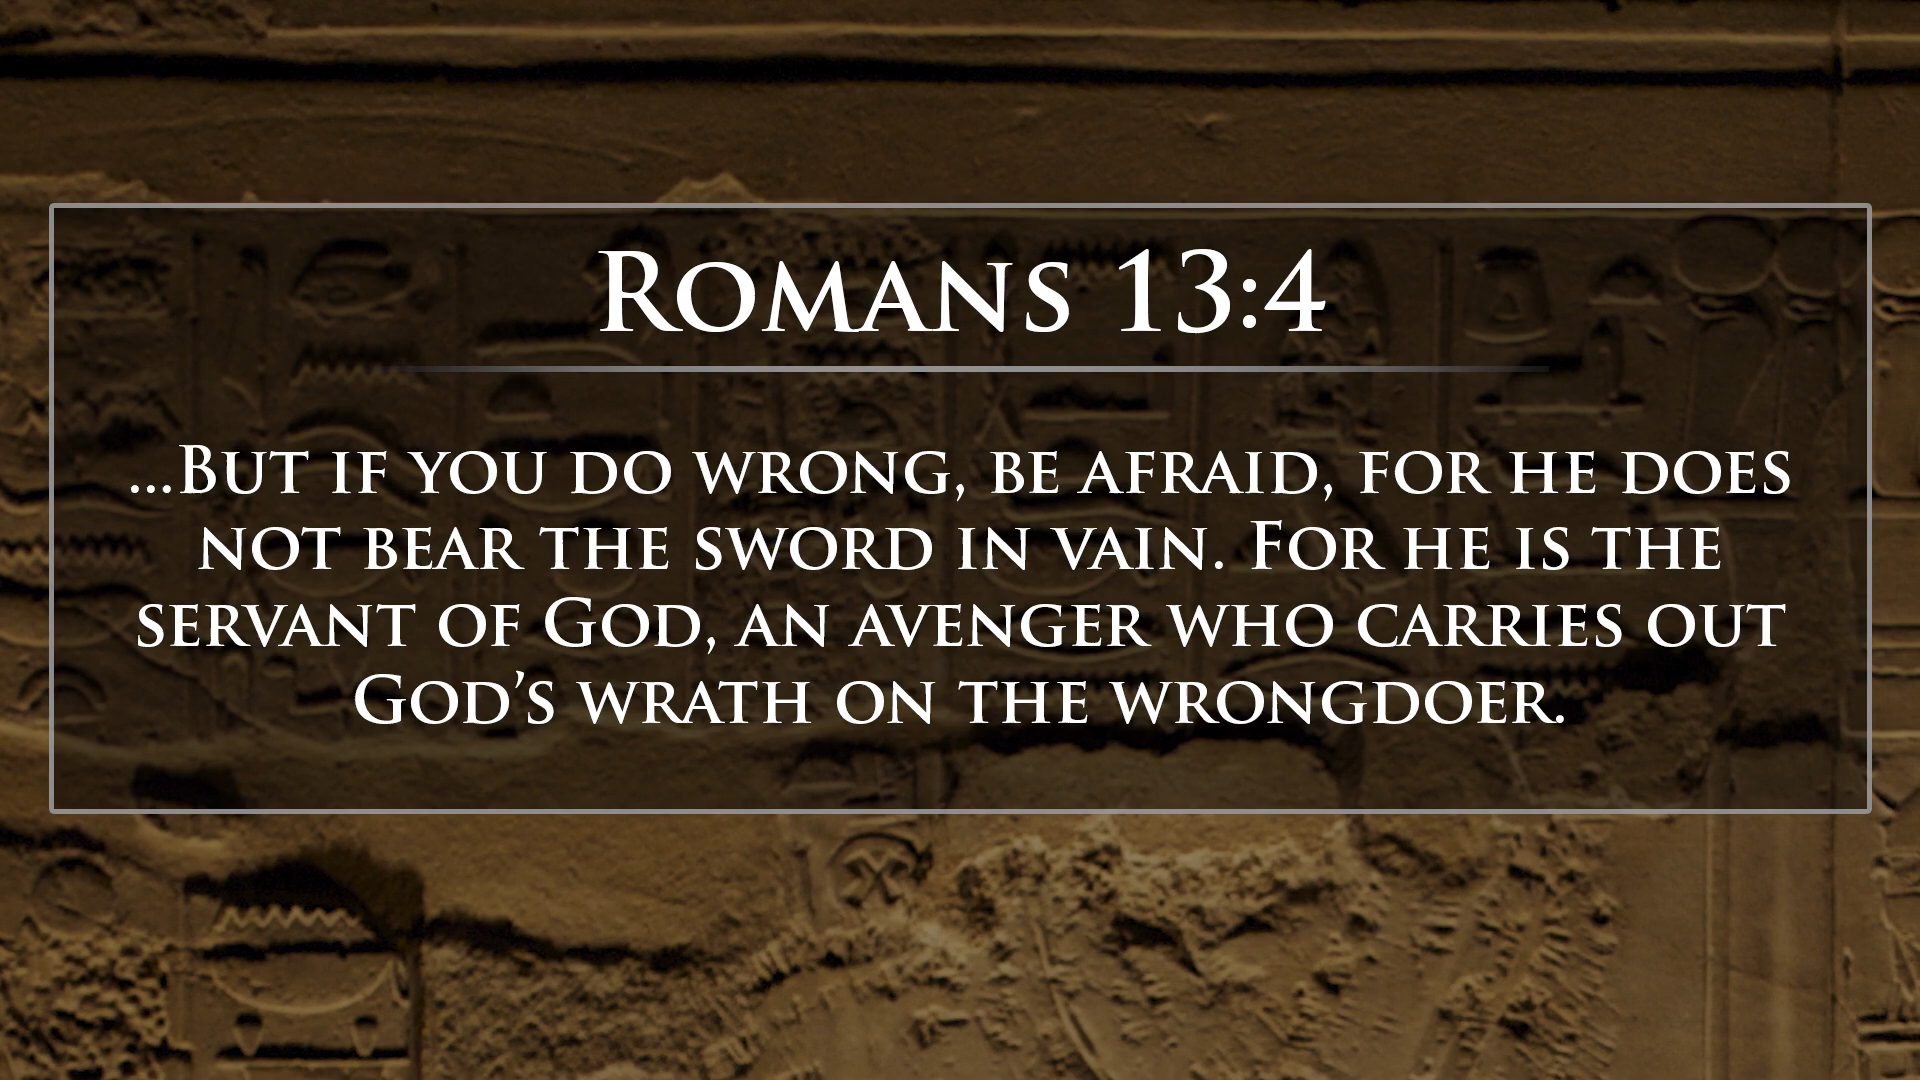 Romans 13:4
...But if you do wrong, be afraid, for he does
not bear the sword in vain. For he is the
servant of God, an avenger who carries out
God’s wrath on the wrongdoer.